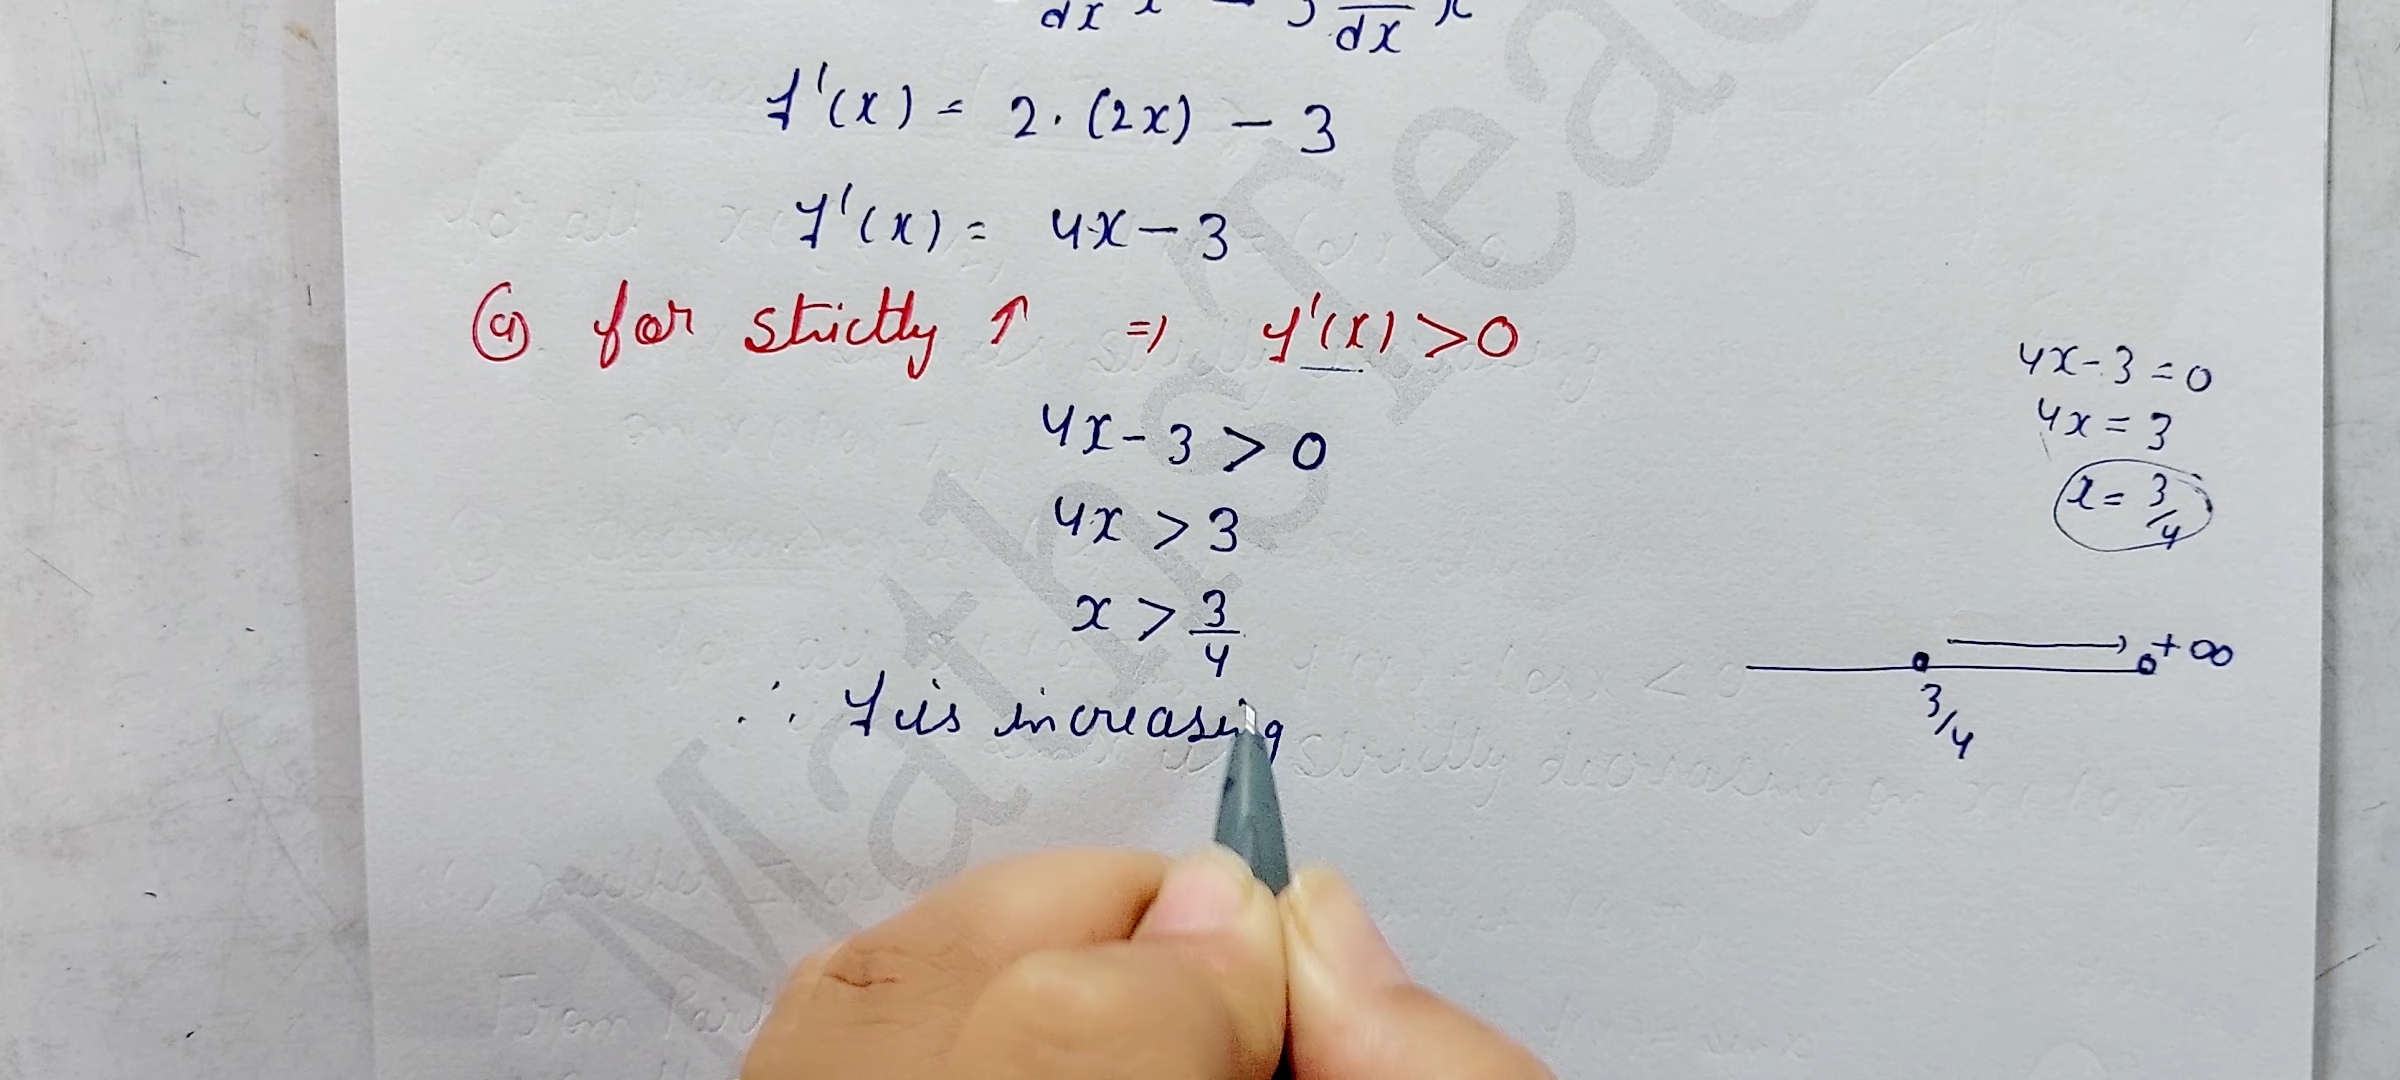 f'(x) = 2. (2x) - 3
f'(x) = 4x - 3
(a) for strictly ↑ ⇒ f'(x) > 0
4x - 3 > 0
4x > 3
x > 3/4
∴ f is increasing
4x - 3 = 0
4x = 3
x = 3/4
+∞
3/4